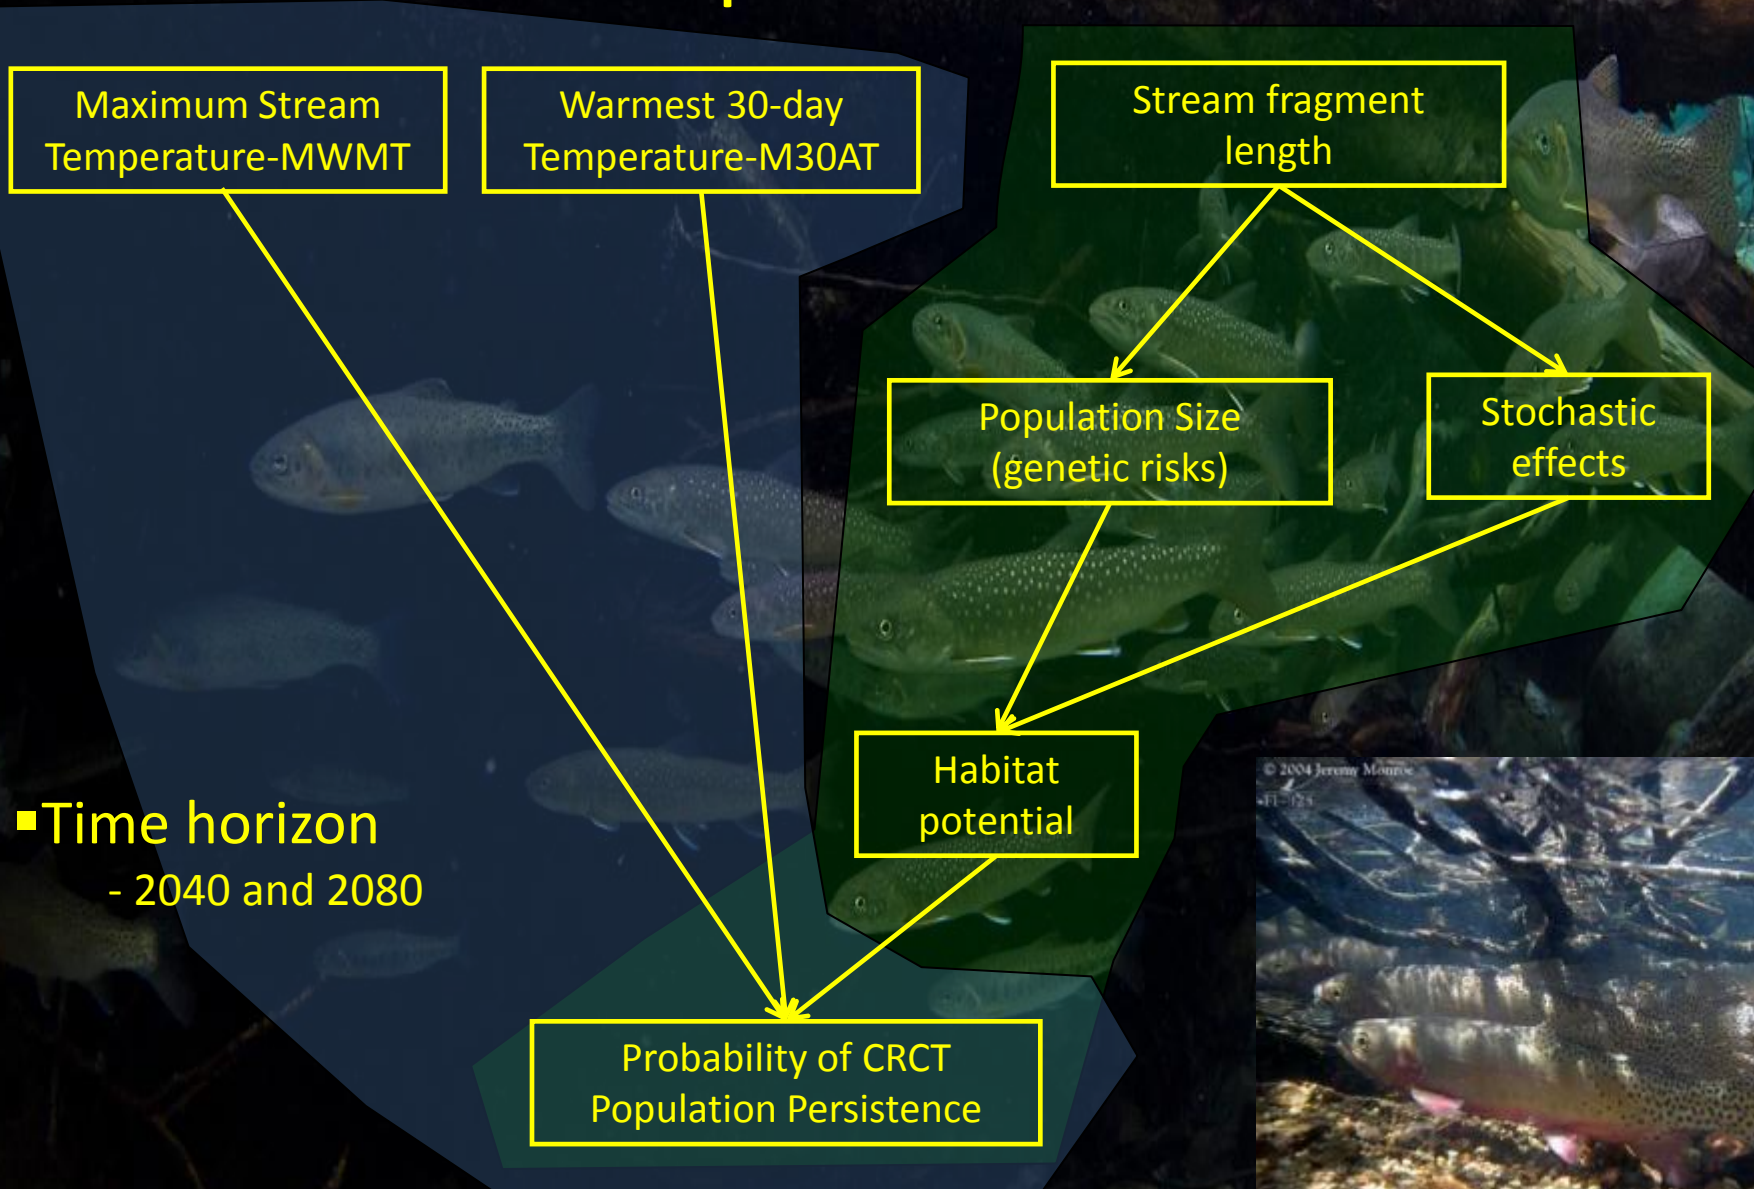 Maximum Stream
Temperature-MWMT
Warmest 30-day
Temperature-M30AT
Stream fragment
length
Population Size
(genetic risks)
Stochastic
effects
Habitat
potential
▪Time horizon
- 2040 and 2080
Probability of CRCT
Population Persistence
© 2004 Jeremy Monroe